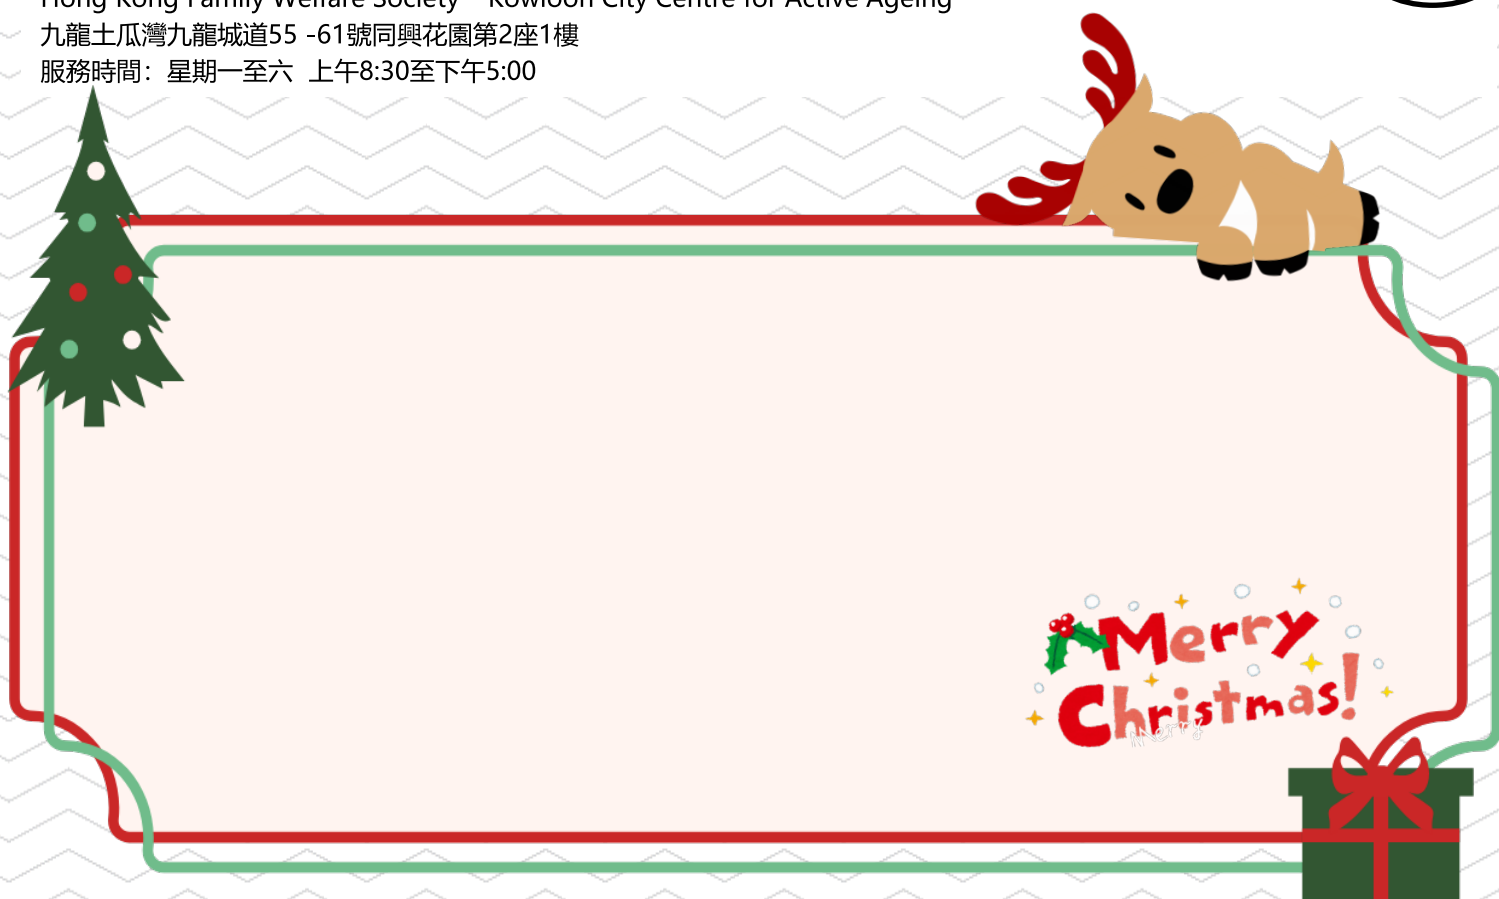 Hong Kong Family Welfare Society – Kowloon City Centre for Active Ageing
九龍土瓜灣九龍城道55 -61號同興花園第2座1樓
服務時間：星期一至六  上午8:30至下午5:00
Merry
Christmas!
Merry